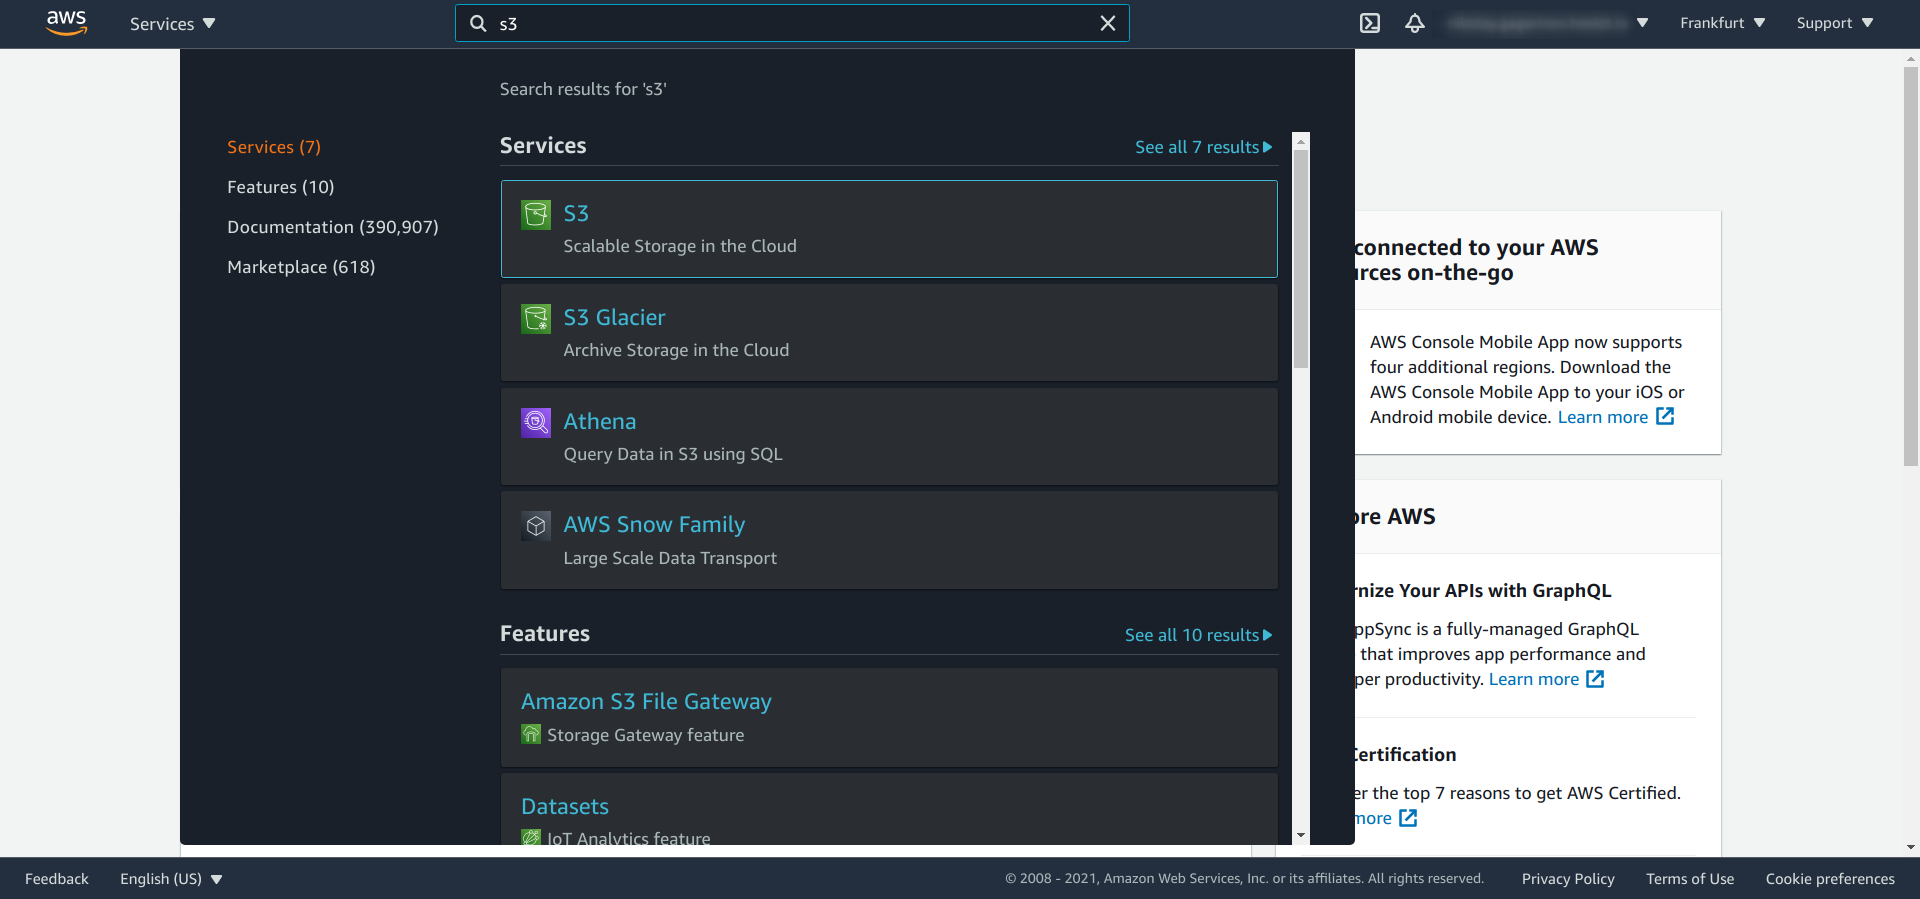 aws
Services
s3
Frankfurt
Support
Search results for 's3'
Services (7)
Features (10)
Documentation (390,907)
Marketplace (618)
Services
See all 7 results
S3
Scalable Storage in the Cloud
S3 Glacier
Archive Storage in the Cloud
Athena
Query Data in S3 using SQL
AWS Snow Family
Large Scale Data Transport
Features
See all 10 results
Amazon S3 File Gateway
Storage Gateway feature
Datasets
IoT Analytics feature
connected to your AWS
rces on-the-go
AWS Console Mobile App now supports
four additional regions. Download the
AWS Console Mobile App to your iOS or
Android mobile device. Learn more
ore AWS
rnize Your APIs with GraphQL
ppSync is a fully-managed GraphQL
that improves app performance and
per productivity. Learn more
Certification
er the top 7 reasons to get AWS Certified.
more
Feedback
English (US)
© 2008 - 2021, Amazon Web Services, Inc. or its affiliates. All rights reserved.
Privacy Policy
Terms of Use
Cookie preferences